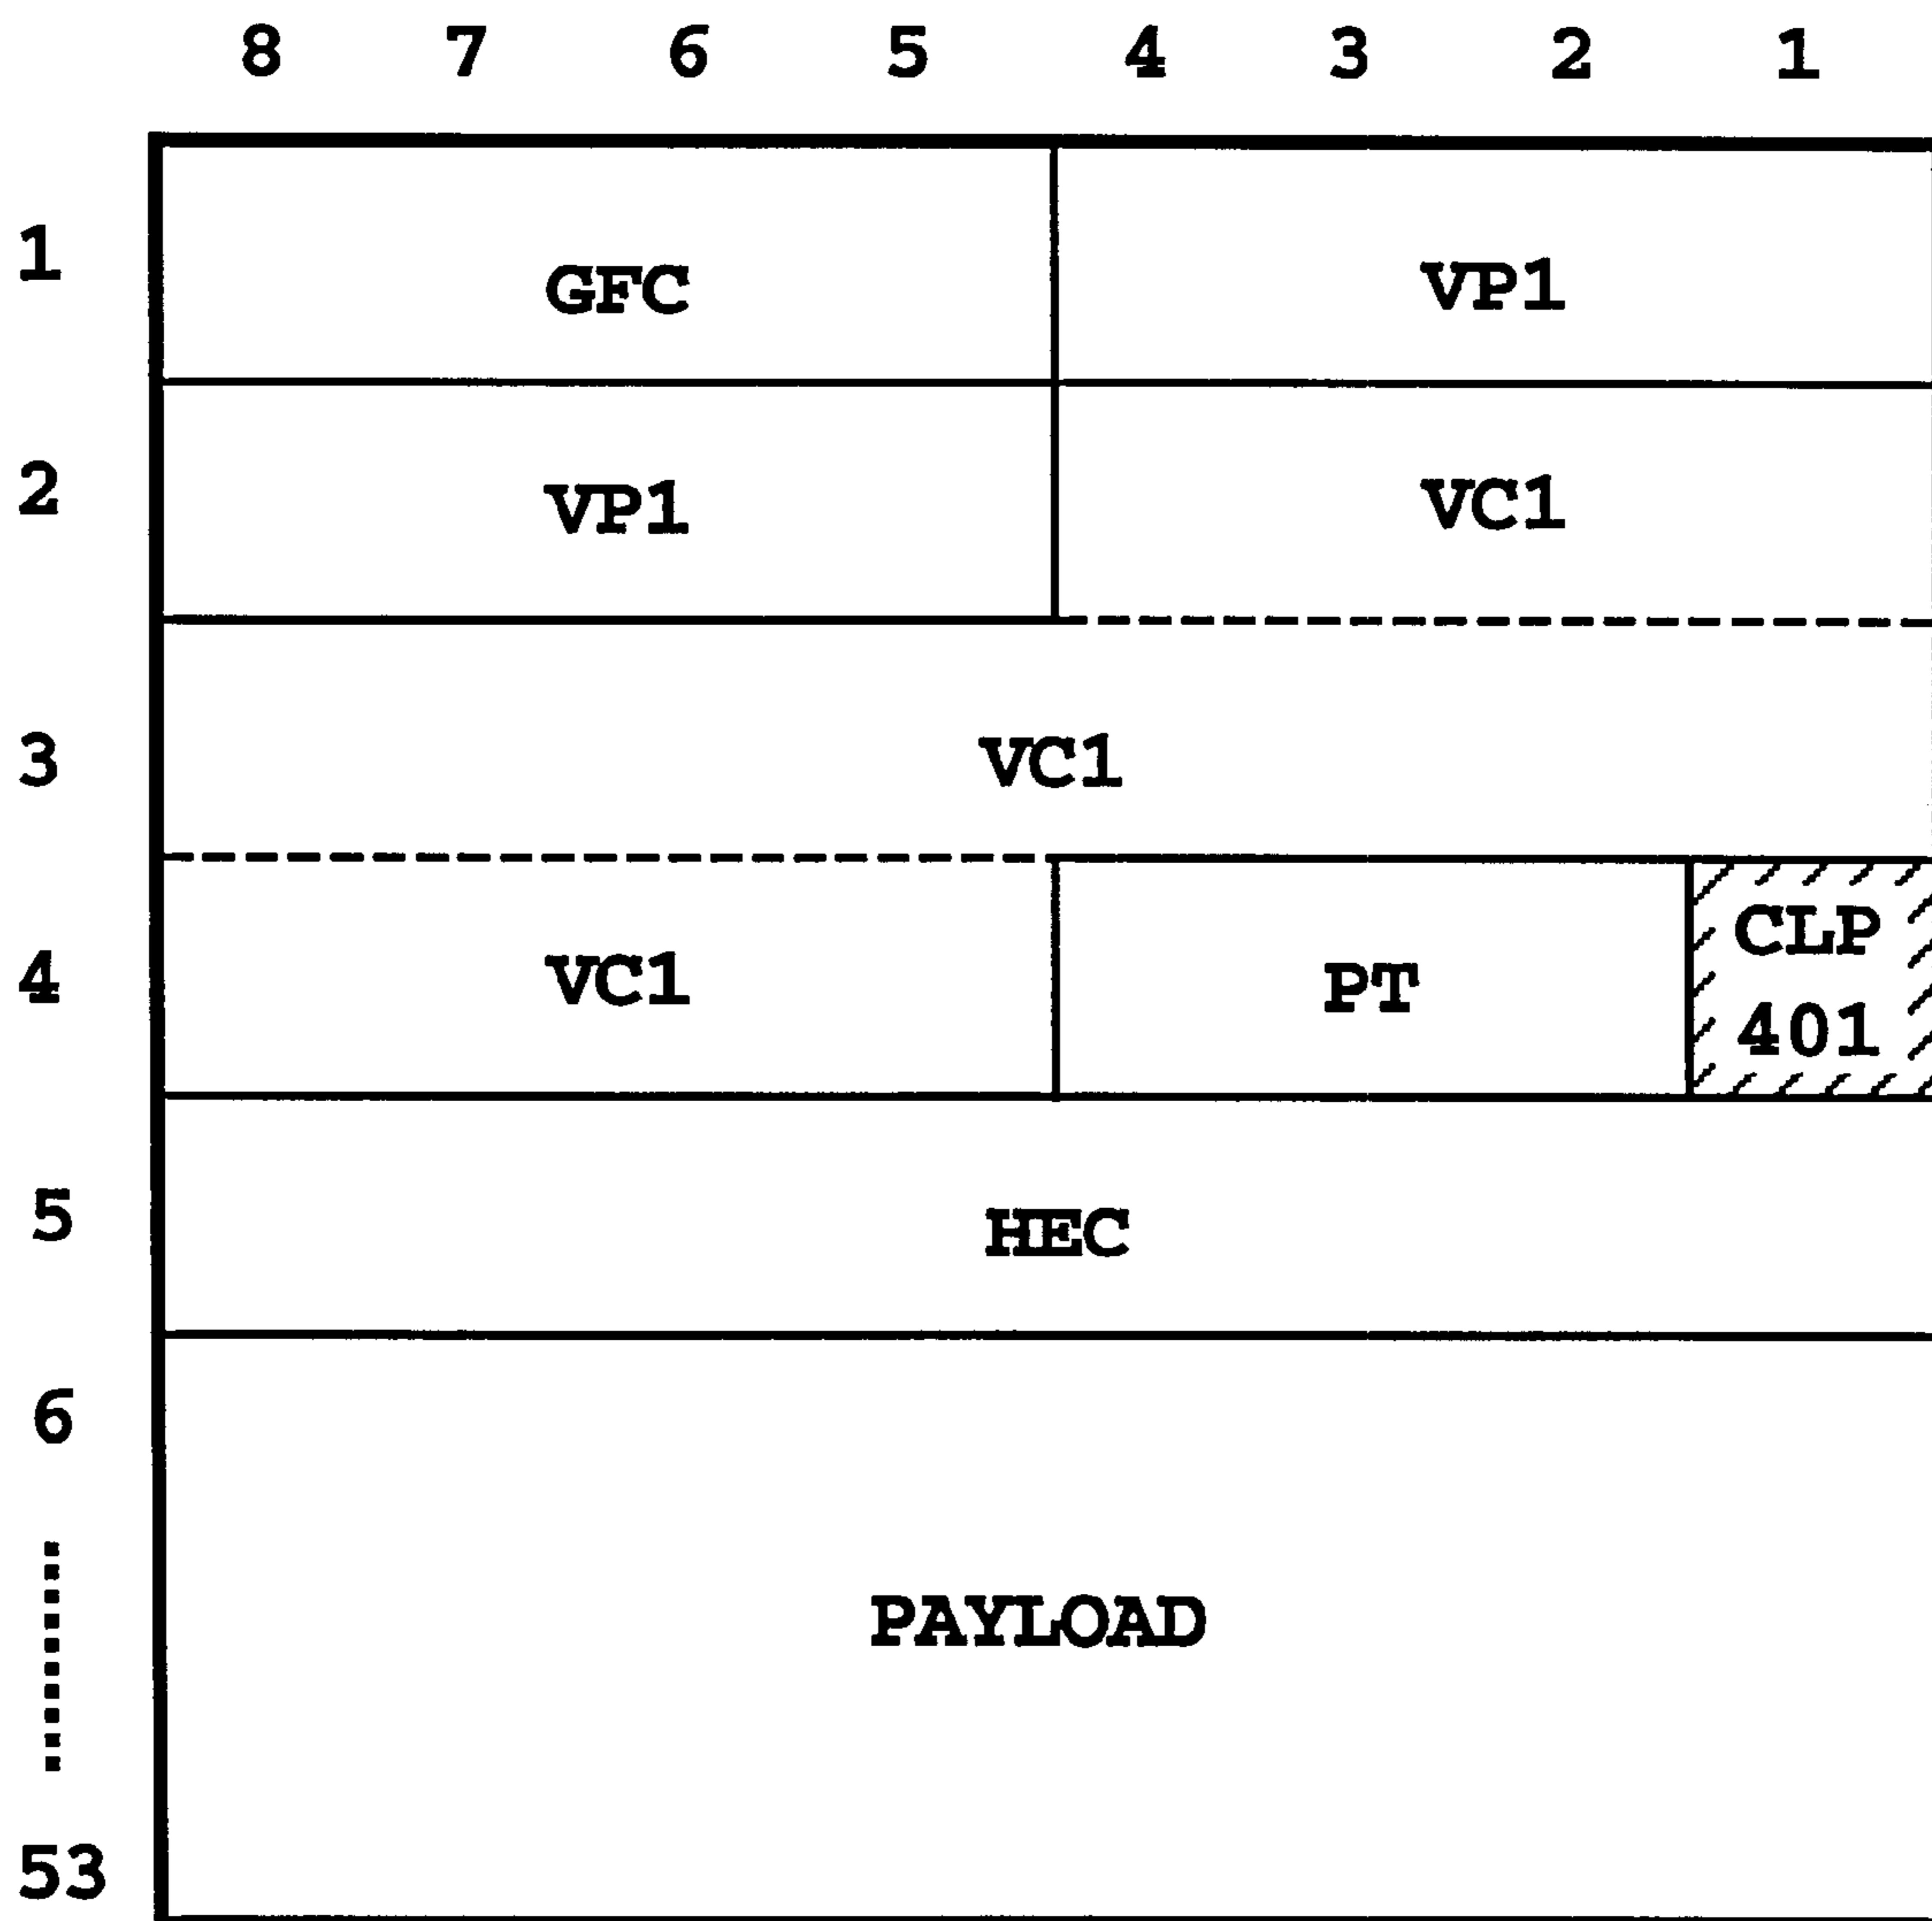 8 7 6 5 4 3 2 1
1 GFC VP1
2 VP1 VC1
3 VC1
4 VC1 PT CLP
401
5 HEC
6
PAYLOAD
53